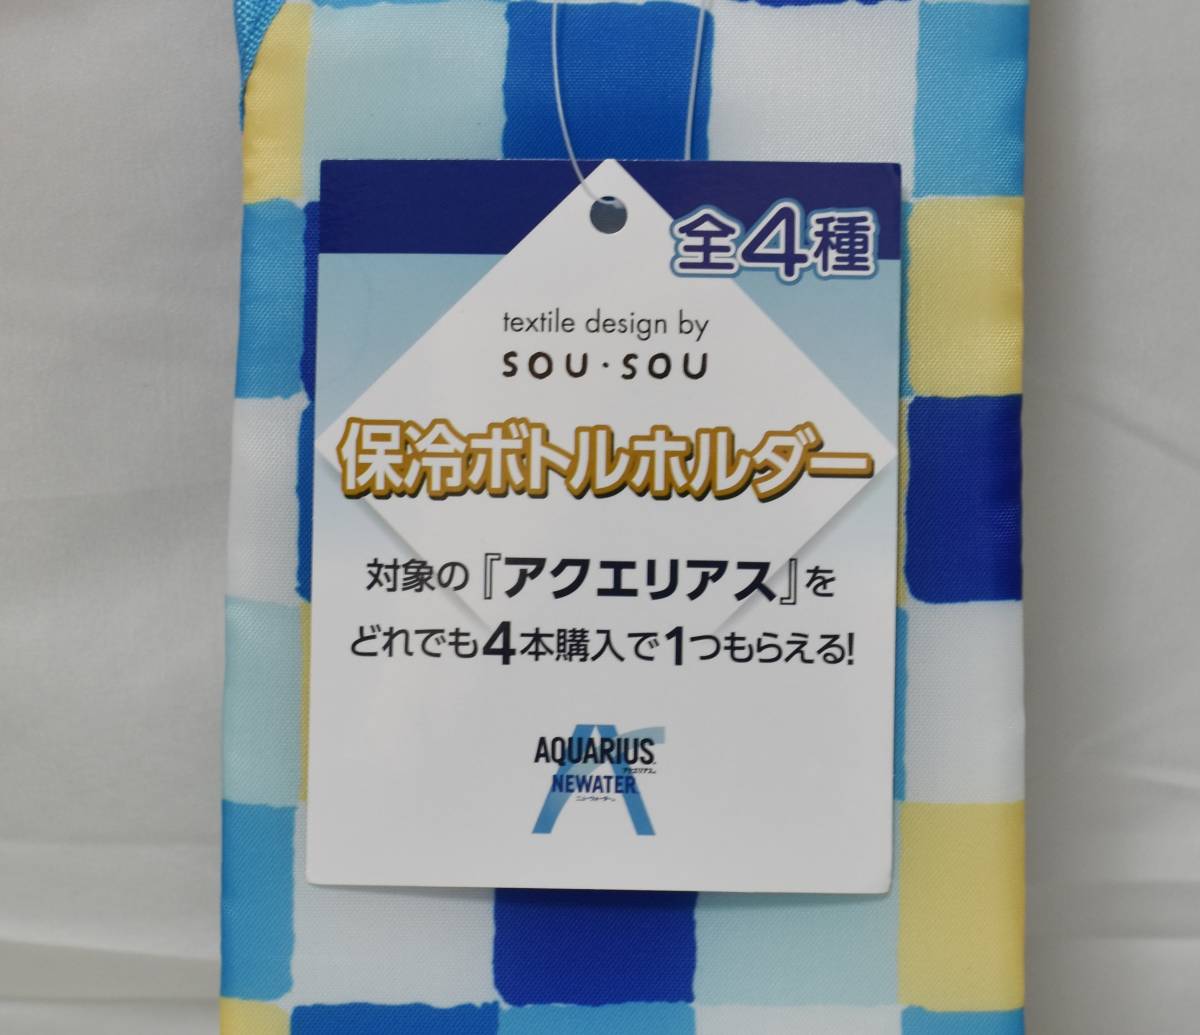 全4種
textile design by
SOU・SOU
保冷ボトルホルダー
対象の『アクエリアス』を
どれでも4本購入で1つもらえる!
AQUARIUS
アクエリアス
NEWATER
ニューウォーター